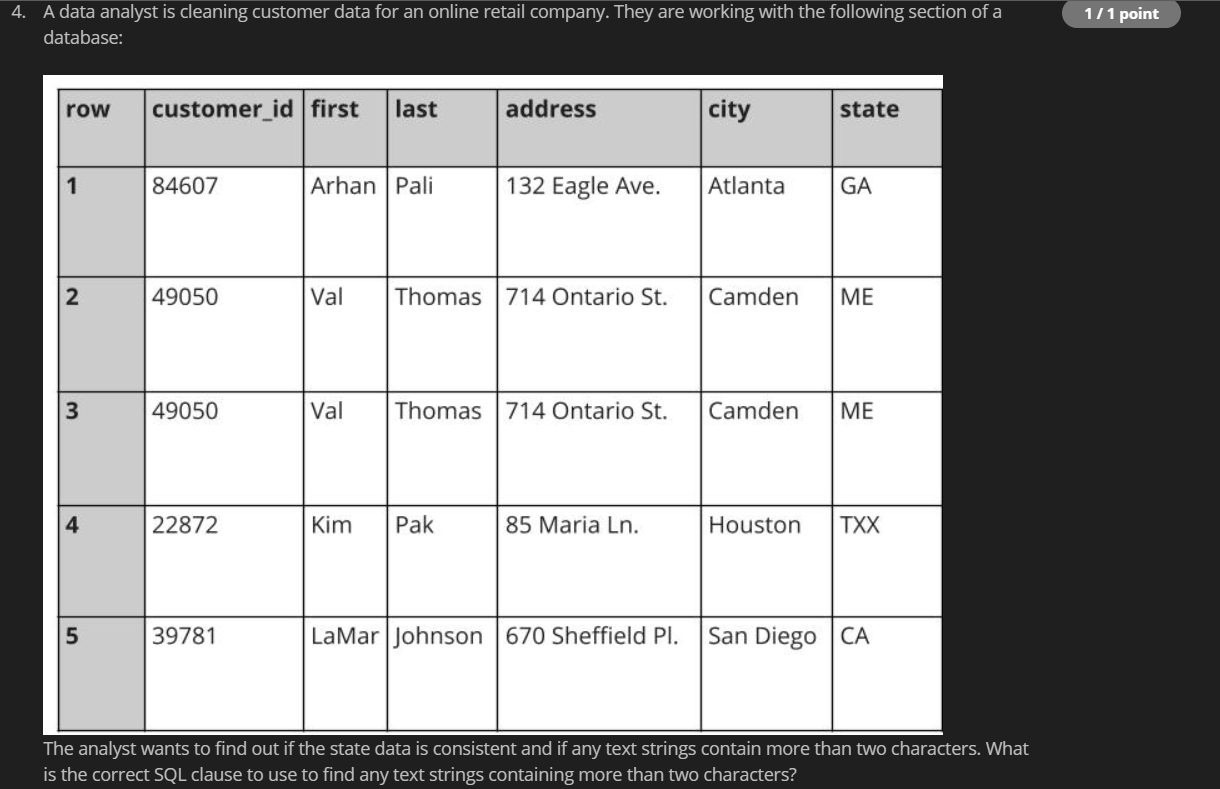 4. A data analyst is cleaning customer data for an online retail company. They are working with the following section of a
database:
1 / 1 point
row customer_id first last address city state
1 84607 Arhan Pali 132 Eagle Ave. Atlanta GA
2 49050 Val Thomas 714 Ontario St. Camden ME
3 49050 Val Thomas 714 Ontario St. Camden ME
4 22872 Kim Pak 85 Maria Ln. Houston TXX
5 39781 LaMar Johnson 670 Sheffield Pl. San Diego CA
The analyst wants to find out if the state data is consistent and if any text strings contain more than two characters. What
is the correct SQL clause to use to find any text strings containing more than two characters?